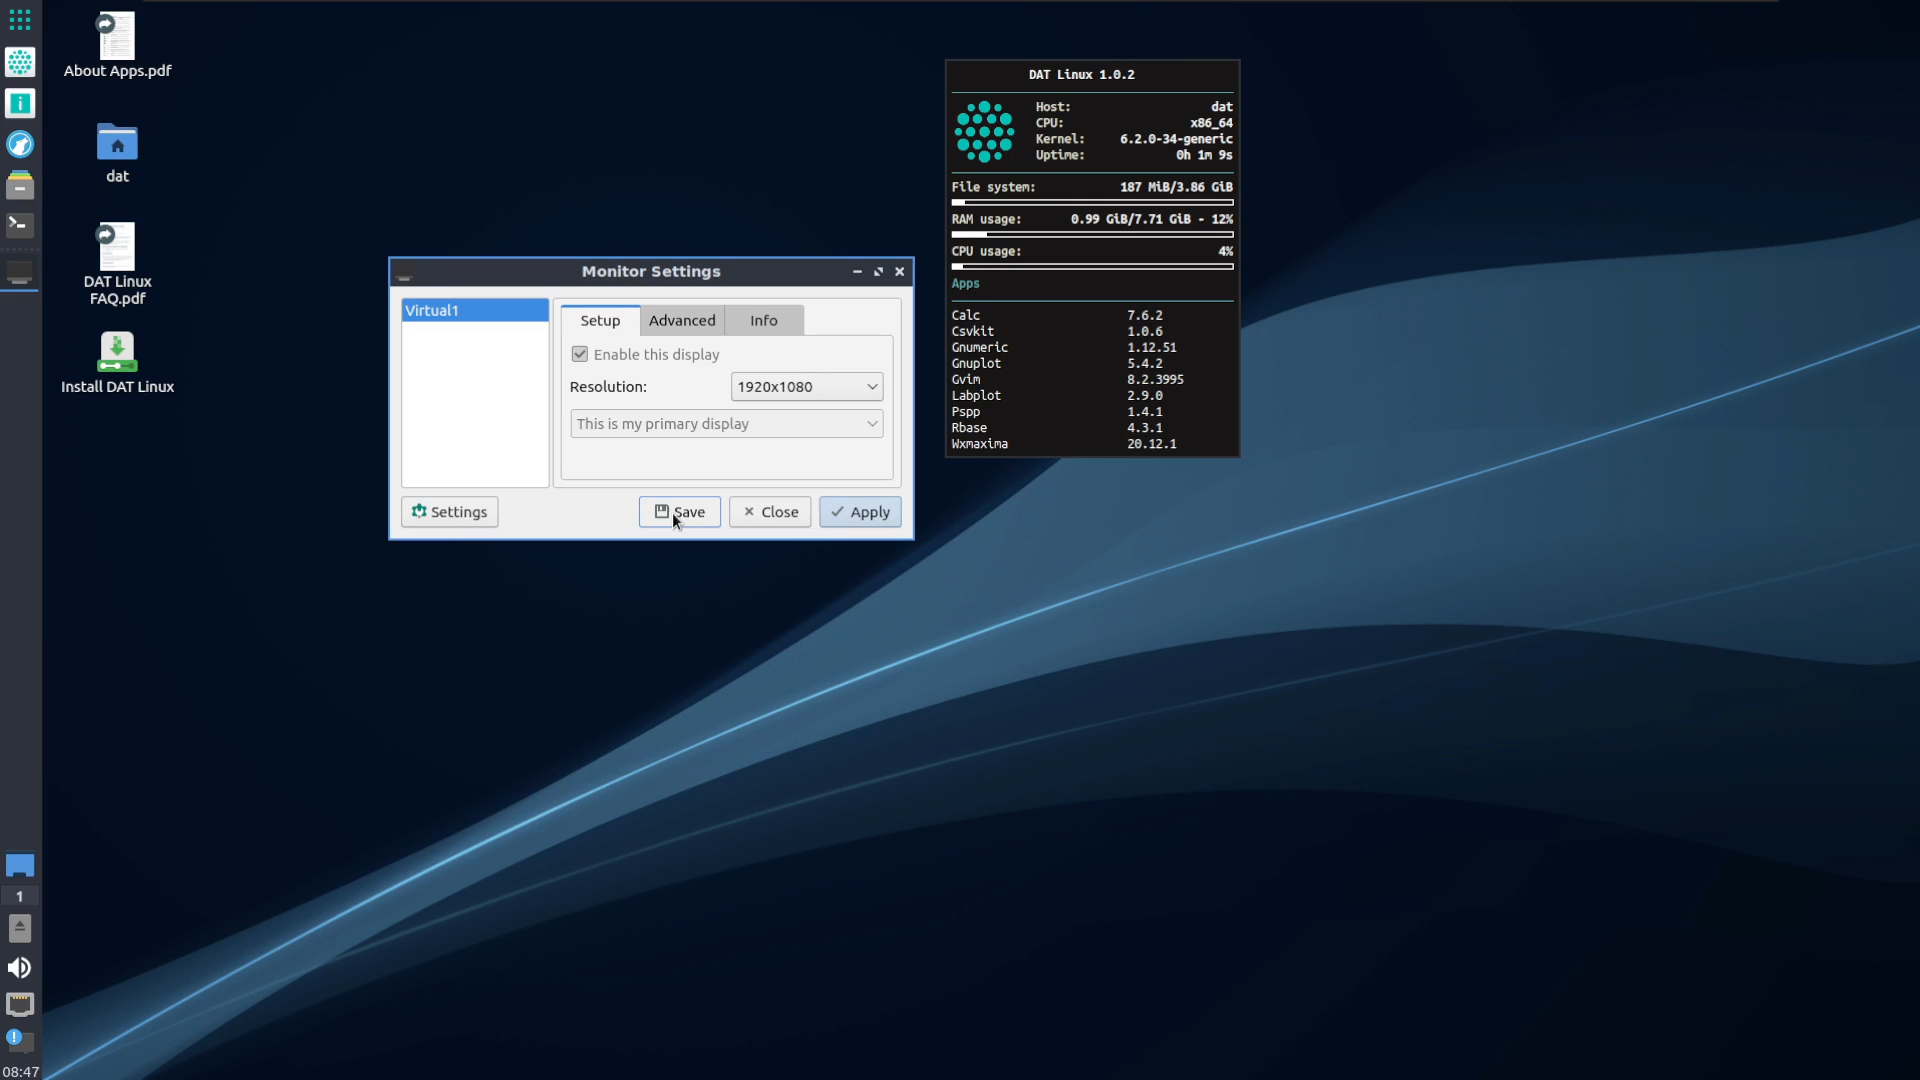 About Apps.pdf
dat
DAT Linux
FAQ.pdf
Install DAT Linux
1
08:47
Monitor Settings
Virtual1
Setup Advanced Info
Enable this display
Resolution: 1920x1080
This is my primary display
Settings Save Close Apply
DAT Linux 1.0.2
Host: dat
CPU: x86_64
Kernel: 6.2.0-34-generic
Uptime: 0h 1m 9s
File system: 187 MiB/3.86 GiB
RAM usage: 0.99 GiB/7.71 GiB - 12%
CPU usage: 4%
Apps
Calc 7.6.2
Csvkit 1.0.6
Gnumeric 1.12.51
Gnuplot 5.4.2
Gvim 8.2.3995
Labplot 2.9.0
Pspp 1.4.1
Rbase 4.3.1
Wxmaxima 20.12.1